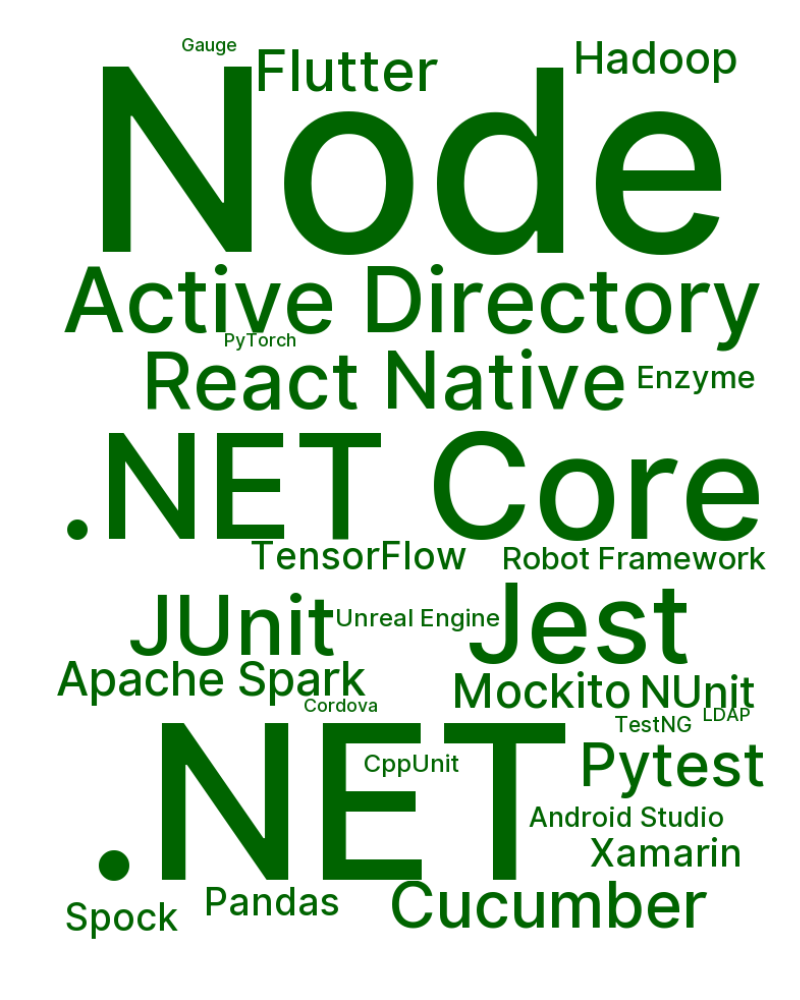 Gauge
Flutter
Hadoop
Node
Active Directory
PyTorch
React Native
Enzyme
.NET Core
TensorFlow
Robot Framework
JUnit
Unreal Engine
Jest
Apache Spark
Mockito
NUnit
Cordova
LDAP
TestNG
.NET
CppUnit
Pytest
Android Studio
Xamarin
Spock
Pandas
Cucumber